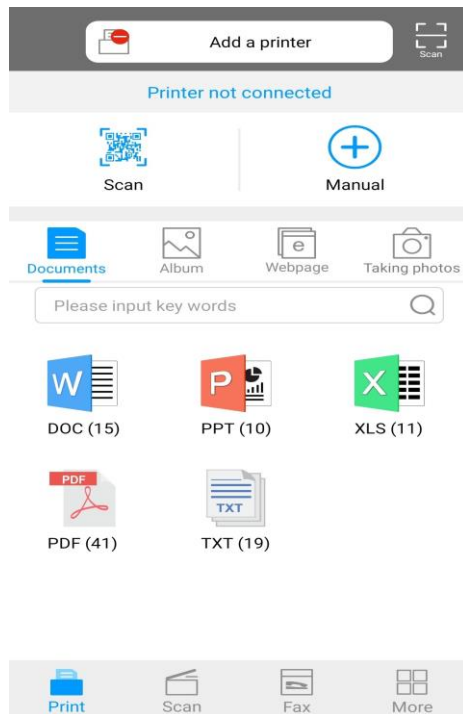 Add a printer
Scan
Printer not connected
Scan
Manual
Documents
Album
e
Webpage
Taking photos
Please input key words
W
P
X
DOC (15)
PPT (10)
XLS (11)
PDF
TXT
PDF (41)
TXT (19)
Print
Scan
Fax
More